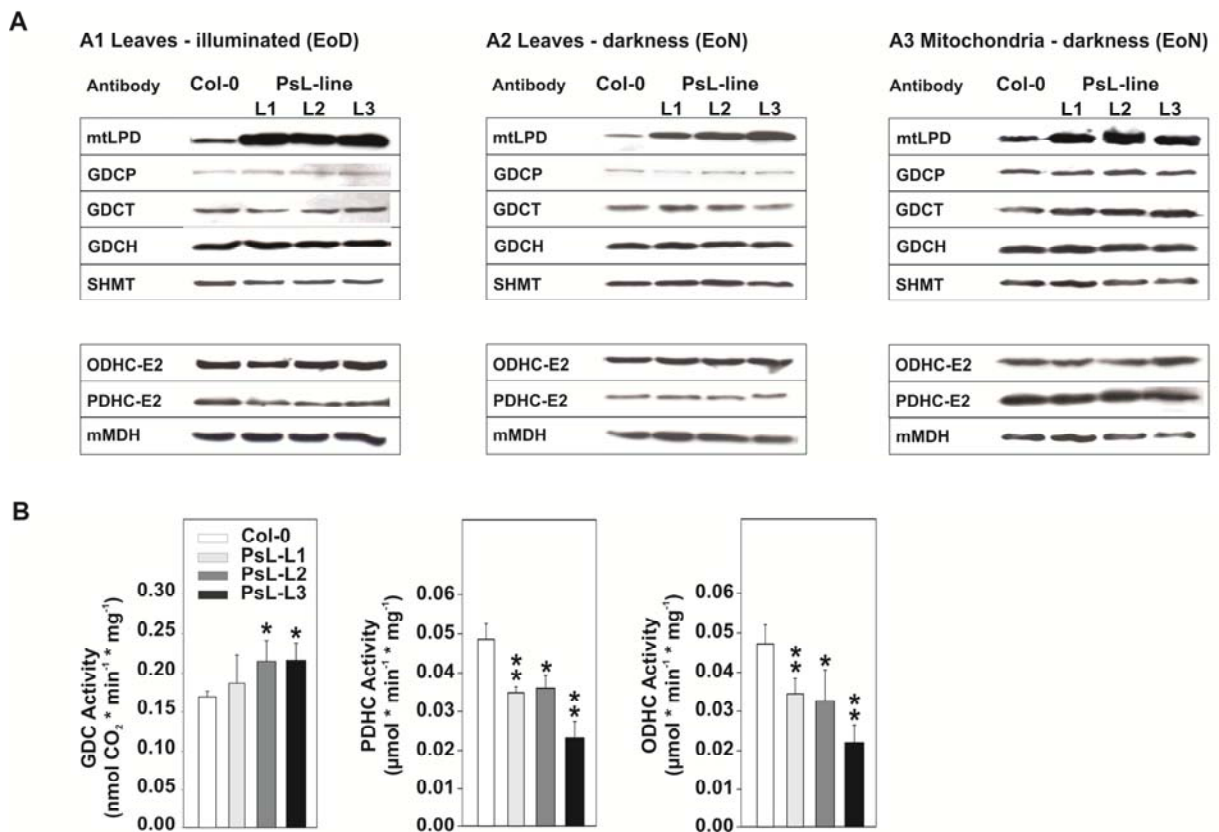 A
A1 Leaves - illuminated (EoD)
Antibody Col-0 PsL-line
L1 L2 L3
mtLPD
GDCP
GDCT
GDCH
SHMT
ODHC-E2
PDHC-E2
mMDH
A2 Leaves - darkness (EoN)
Antibody Col-0 PsL-line
L1 L2 L3
mtLPD
GDCP
GDCT
GDCH
SHMT
ODHC-E2
PDHC-E2
mMDH
A3 Mitochondria - darkness (EoN)
Antibody Col-0 PsL-line
L1 L2 L3
mtLPD
GDCP
GDCT
GDCH
SHMT
ODHC-E2
PDHC-E2
mMDH
B
GDC Activity
(nmol CO₂ * min⁻¹ * mg⁻¹)
0.30
0.25
0.20
0.15
0.10
0.05
0.00
Col-0
PsL-L1
PsL-L2
PsL-L3
* *
PDHC Activity
(µmol * min⁻¹ * mg⁻¹)
0.06
0.05
0.04
0.03
0.02
0.01
0.00
** * **
ODHC Activity
(µmol * min⁻¹ * mg⁻¹)
0.06
0.05
0.04
0.03
0.02
0.01
0.00
** * **